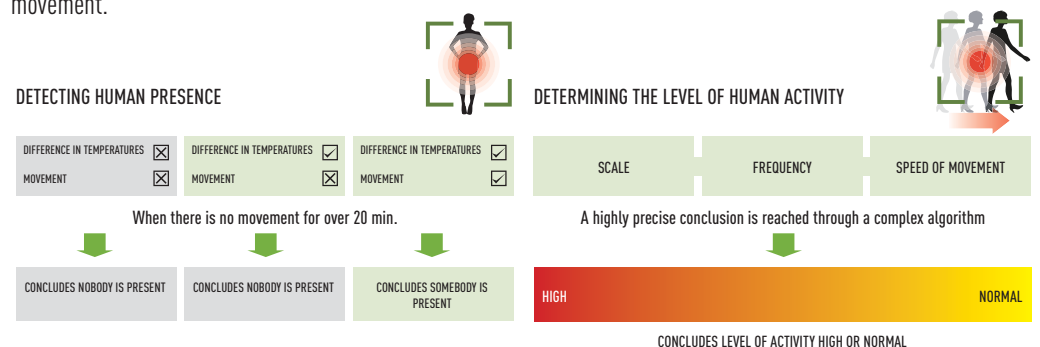 movement.
DETECTING HUMAN PRESENCE
DIFFERENCE IN TEMPERATURES
MOVEMENT
DIFFERENCE IN TEMPERATURES
MOVEMENT
DIFFERENCE IN TEMPERATURES
MOVEMENT
When there is no movement for over 20 min.
CONCLUDES NOBODY IS PRESENT
CONCLUDES NOBODY IS PRESENT
CONCLUDES SOMEBODY IS
PRESENT
DETERMINING THE LEVEL OF HUMAN ACTIVITY
SCALE
FREQUENCY
SPEED OF MOVEMENT
A highly precise conclusion is reached through a complex algorithm
HIGH
NORMAL
CONCLUDES LEVEL OF ACTIVITY HIGH OR NORMAL